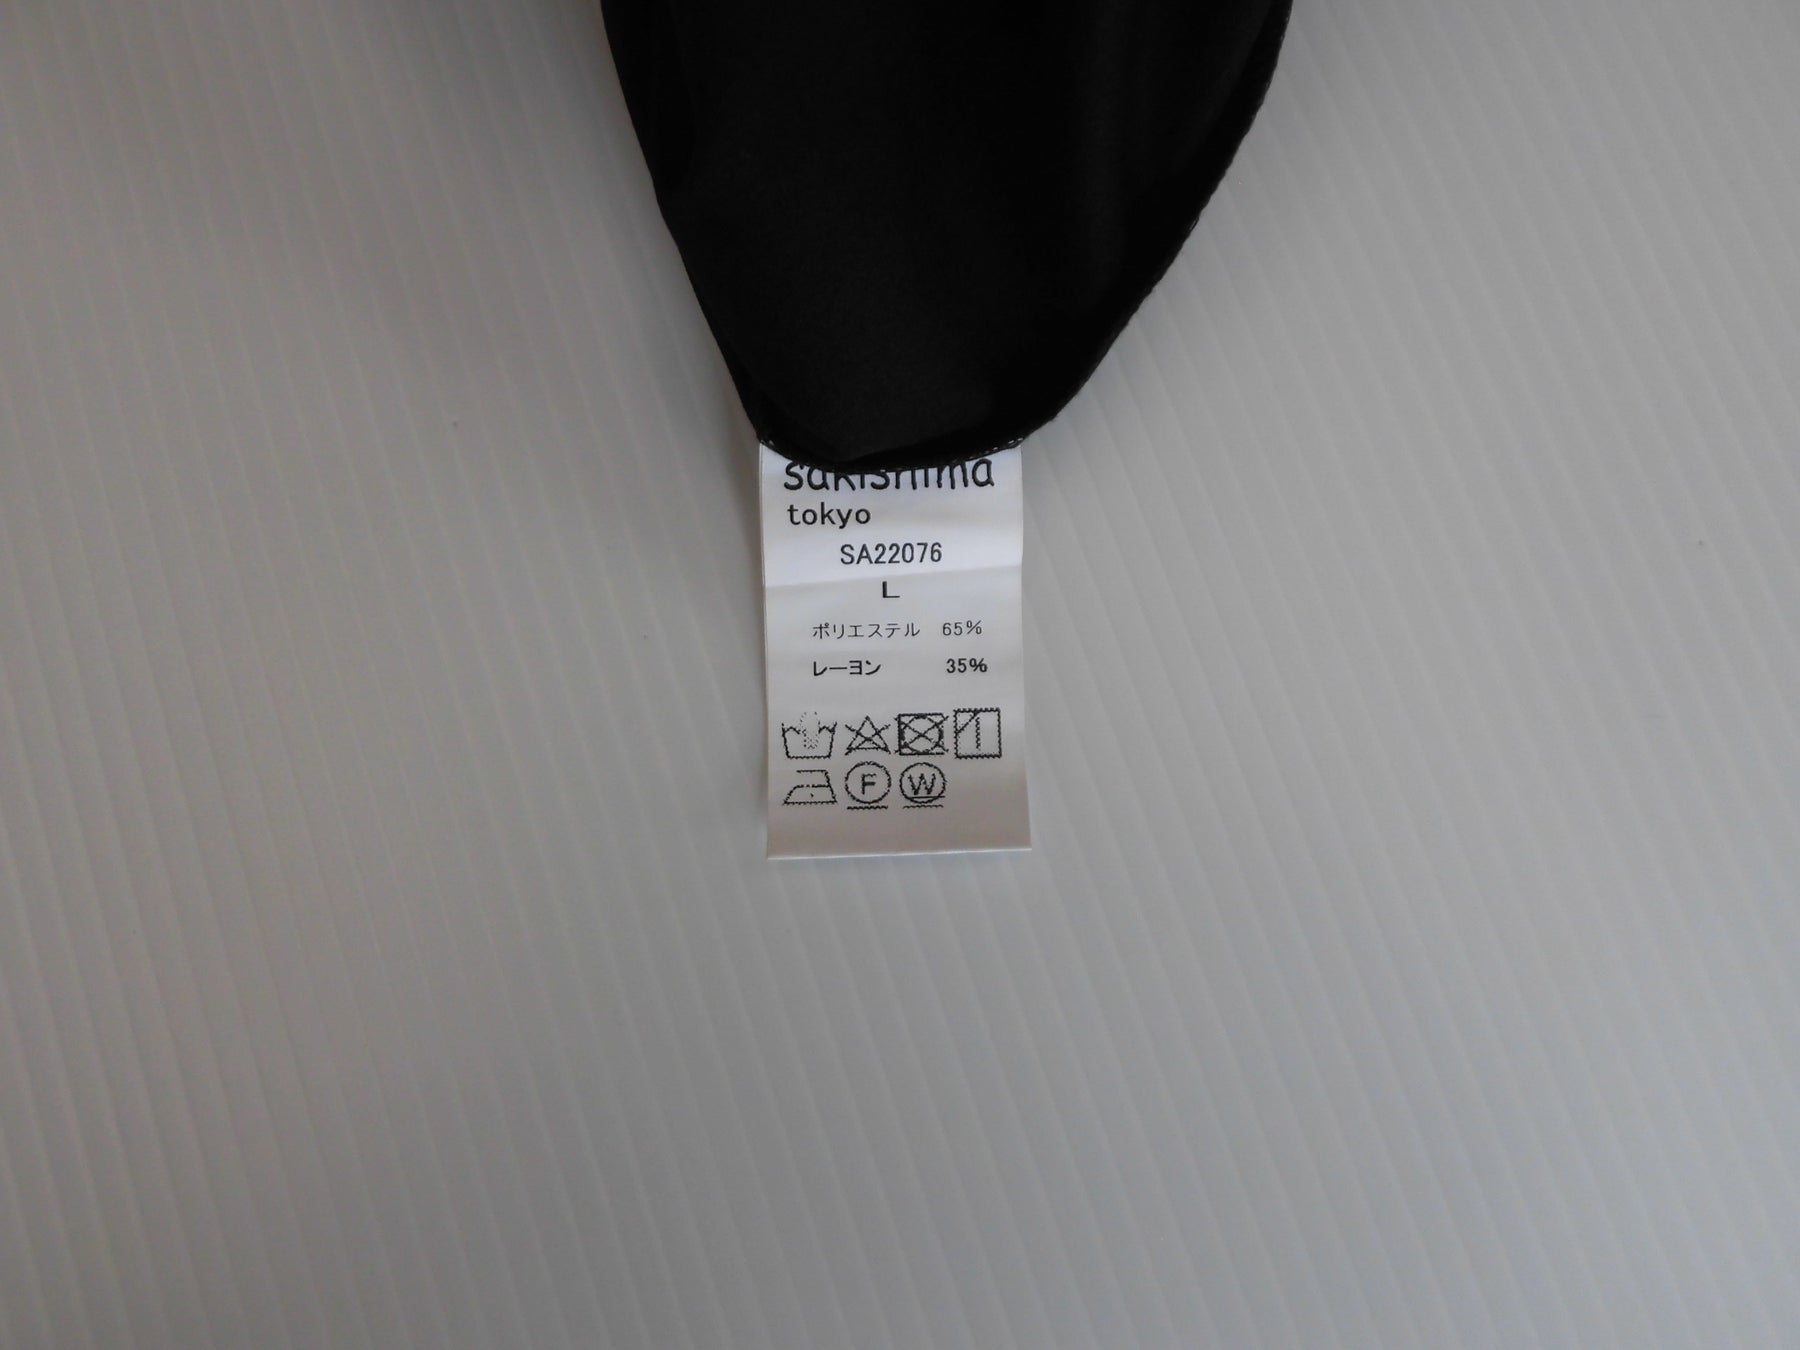 sakishima
tokyo
SA22076
L
ポリエステル 65%
レーヨン 35%
F W